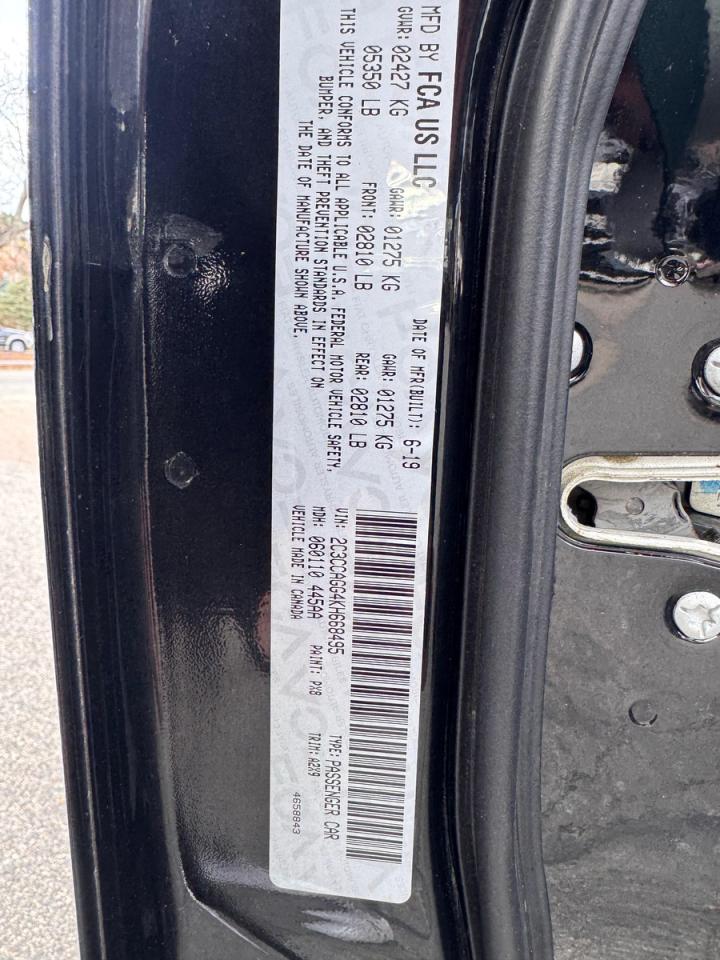 MFD BY FCA US LLC
DATE OF MFR(BUILT): 6-19
GVWR: 02427 KG GAWR: 01275 KG GAWR: 01275 KG
05350 LB FRONT: 02810 LB REAR: 02810 LB
THIS VEHICLE CONFORMS TO ALL APPLICABLE U.S.A. FEDERAL MOTOR VEHICLE SAFETY,
BUMPER, AND THEFT PREVENTION STANDARDS IN EFFECT ON
THE DATE OF MANUFACTURE SHOWN ABOVE.
VIN: 2C3CCAGG4KH668495 TYPE: PASSENGER CAR
MDH: 060110 445AA PAINT: PX8 TRIM: A2X9
VEHICLE MADE IN CANADA
4658843